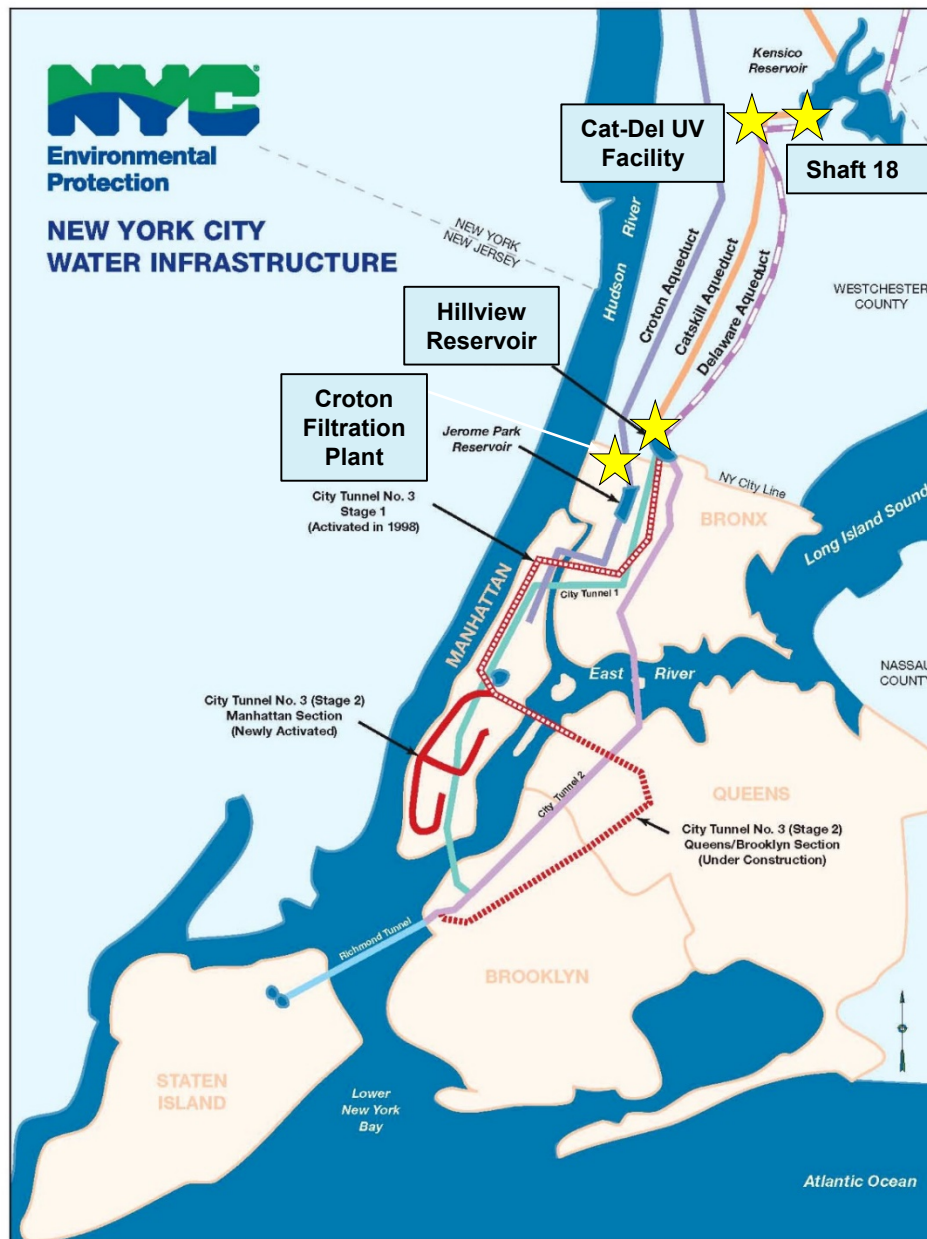 NYC
Environmental
Protection
NEW YORK CITY
WATER INFRASTRUCTURE
Kensico
Reservoir
Cat-Del UV
Facility
Shaft 18
NEW YORK
NEW JERSEY
Hudson River
Croton Aqueduct
Catskill Aqueduct
Delaware Aqueduct
WESTCHESTER
COUNTY
Hillview
Reservoir
Croton
Filtration
Plant
Jerome Park
Reservoir
NY City Line
City Tunnel No. 3
Stage 1
(Activated in 1998)
BRONX
Long Island Sound
MANHATTAN
City Tunnel 1
East River
NASSAU
COUNTY
City Tunnel No. 3 (Stage 2)
Manhattan Section
(Newly Activated)
City Tunnel 2
QUEENS
City Tunnel No. 3 (Stage 2)
Queens/Brooklyn Section
(Under Construction)
Richmond Tunnel
BROOKLYN
STATEN
ISLAND
Lower
New York
Bay
Atlantic Ocean